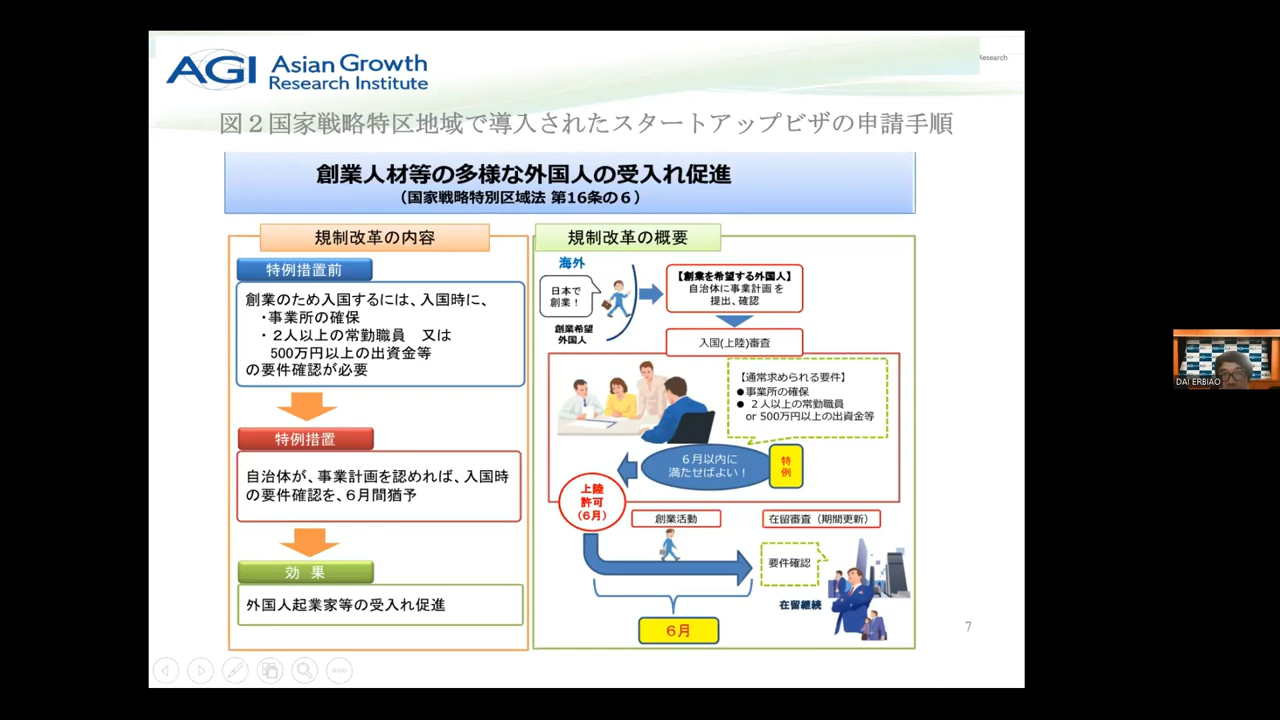 AGI Asian Growth
Research Institute
Research
図２国家戦略特区地域で導入されたスタートアップビザの申請手順
創業人材等の多様な外国人の受入れ促進
（国家戦略特別区域法 第16条の６）
規制改革の内容
特例措置前
創業のため入国するには、入国時に、
・事業所の確保
・２人以上の常勤職員　又は
500万円以上の出資金等
の要件確認が必要
特例措置
自治体が、事業計画を認めれば、入国時
の要件確認を、６月間猶予
効 果
外国人起業家等の受入れ促進
規制改革の概要
海外
日本で
創業！
創業希望
外国人
【創業を希望する外国人】
自治体に事業計画を
提出、確認
入国(上陸)審査
【通常求められる要件】
●事業所の確保
● ２人以上の常勤職員
or 500万円以上の出資金等
６月以内に
満たせばよい！
特
例
上陸
許可
(６月)
創業活動
在留審査（期間更新）
要件確認
在留継続
６月
7
DAI ERBIAO